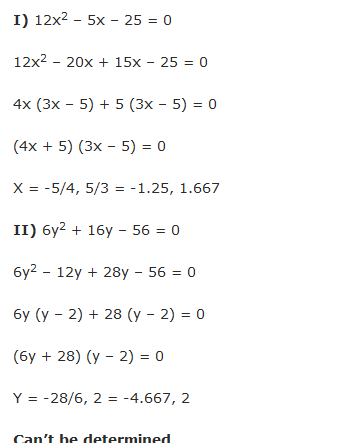 I) 12x² – 5x – 25 = 0
12x² – 20x + 15x – 25 = 0
4x (3x – 5) + 5 (3x – 5) = 0
(4x + 5) (3x – 5) = 0
X = -5/4, 5/3 = -1.25, 1.667
II) 6y² + 16y – 56 = 0
6y² – 12y + 28y – 56 = 0
6y (y – 2) + 28 (y – 2) = 0
(6y + 28) (y – 2) = 0
Y = -28/6, 2 = -4.667, 2
Can’t be determined